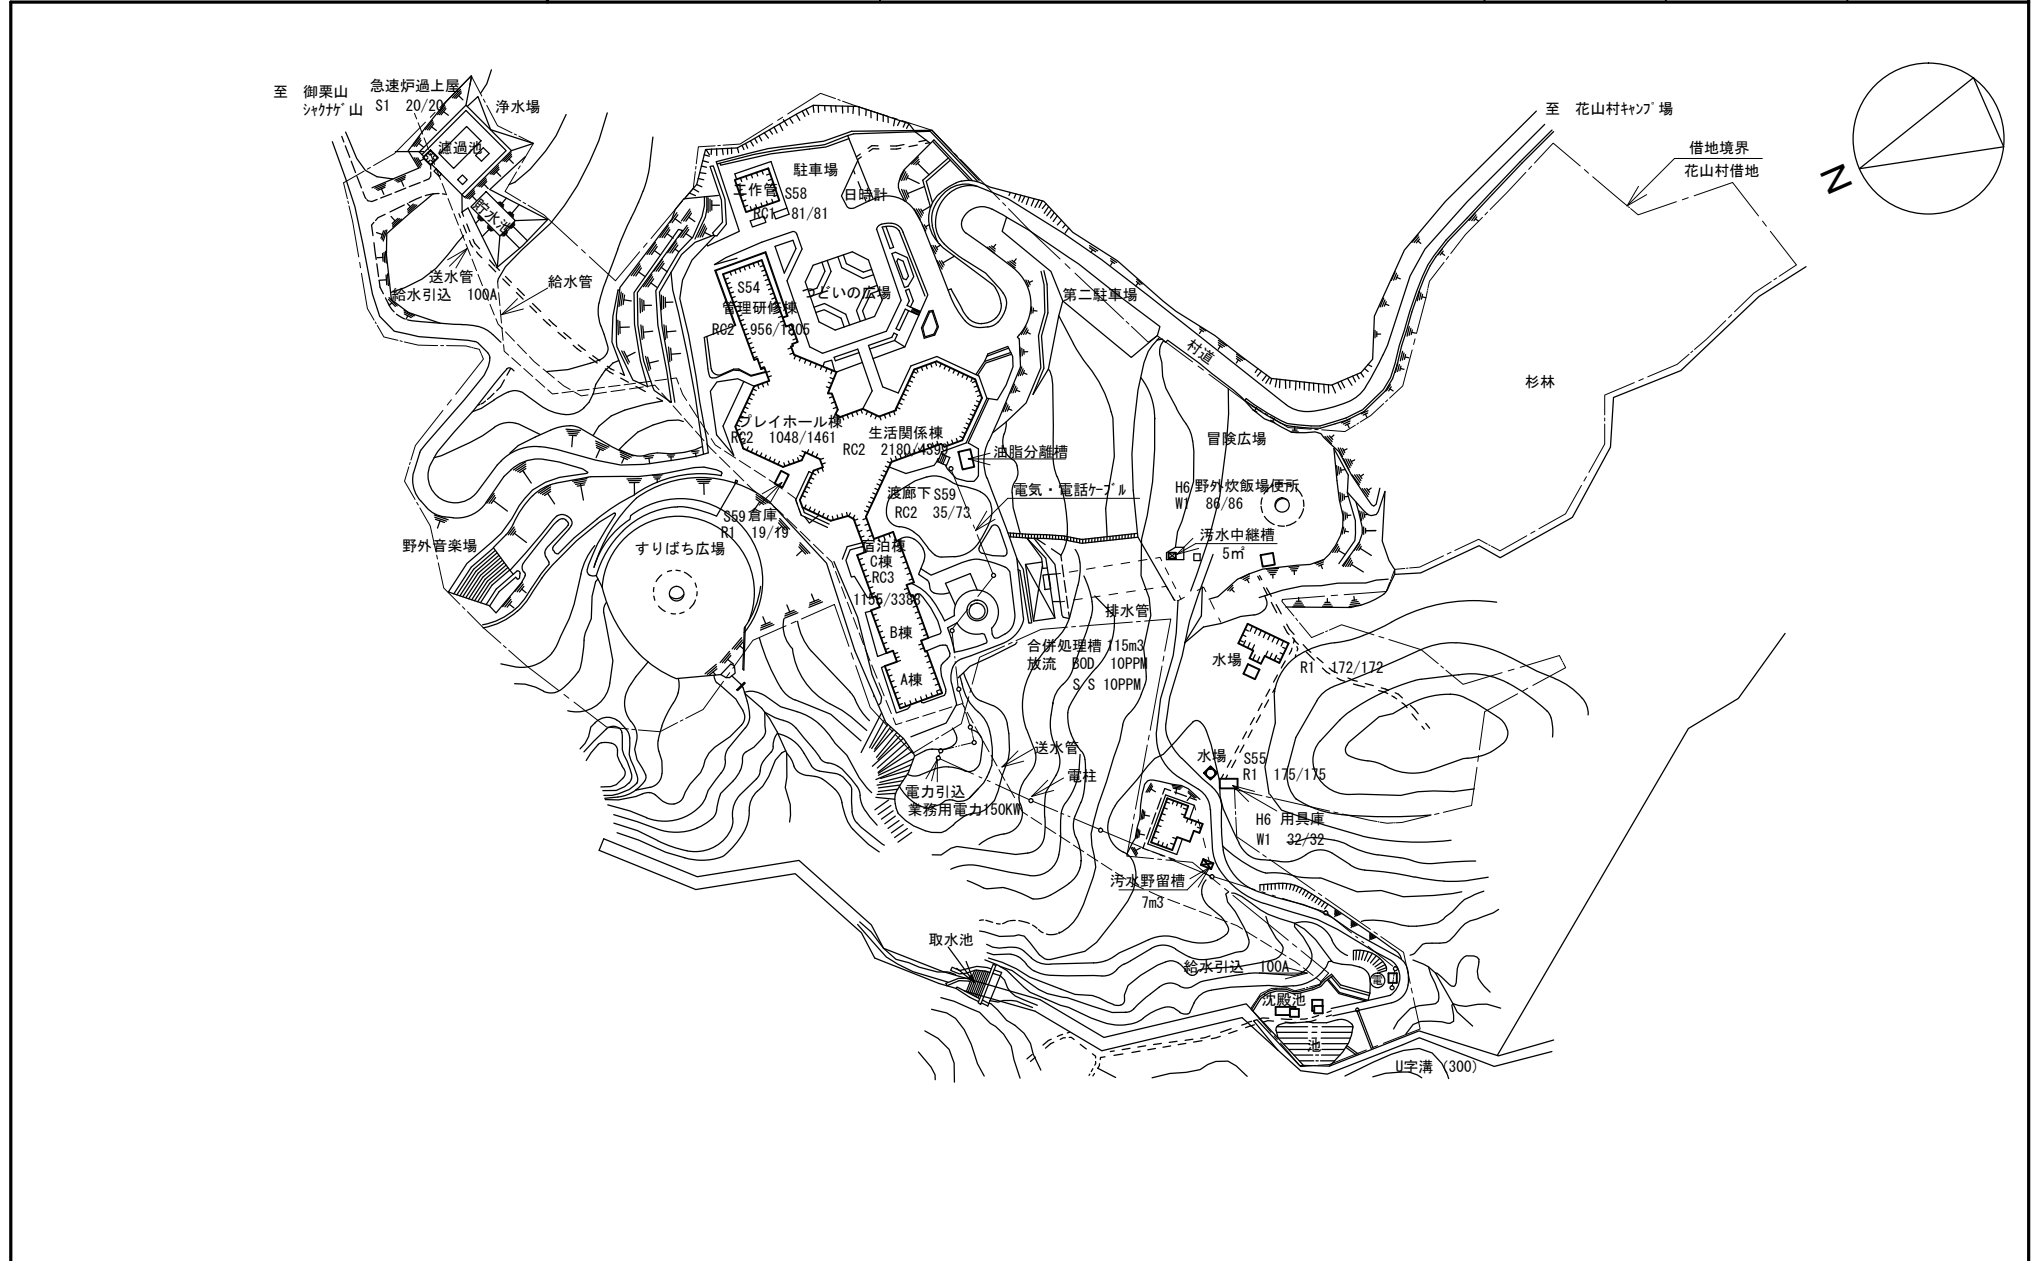 至 御栗山
シャクナゲ山
急速炉過上屋
S1 20/20
浄水場
濾過池
貯水池
送水管
給水引込 100A
給水管
工作管 S58
RC1 81/81
駐車場
日時計
至 花山村キャンプ場
借地境界
花山村借地
N
S54
管理研修棟
RC2 956/1805
つどいの広場
第二駐車場
村道
杉林
プレイホール棟
RC2 1048/1461
生活関係棟
RC2 2180/4399
油脂分離槽
冒険広場
渡廊下 S59
RC2 35/73
電気・電話ケーブル
H6 野外炊飯場便所
W1 86/86
S59 倉庫
R1 19/19
汚水中継槽
5㎡
野外音楽場
すりばち広場
宿泊棟
C棟
RC3
1155/3388
B棟
A棟
排水管
合併処理槽 115m3
放流 BOD 10PPM
S S 10PPM
水場
R1 172/172
送水管
電柱
水場
S55
R1 175/175
電力引込
業務用電力150KW
H6 用具庫
W1 32/32
汚水野留槽
7m3
取水池
給水引込 100A
電
沈殿池
池
U字溝 (300)